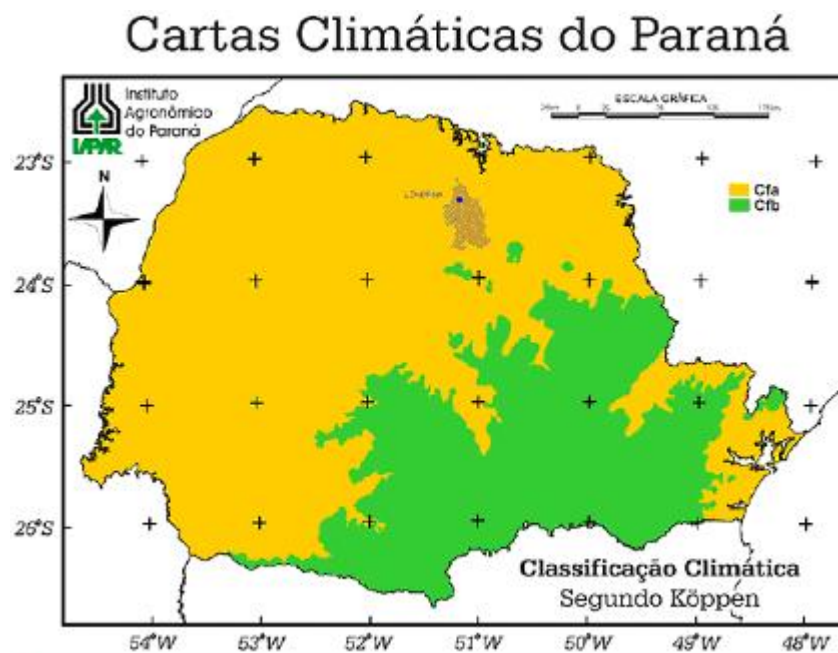 Cartas Climáticas do Paraná
Instituto
Agronômico
do Paraná
IAPAR
ESCALA GRÁFICA
N
Cfa
Cfb
23°S
24°S
25°S
26°S
Classificação Climática
Segundo Köppen
54°W 53°W 52°W 51°W 50°W 49°W 48°W